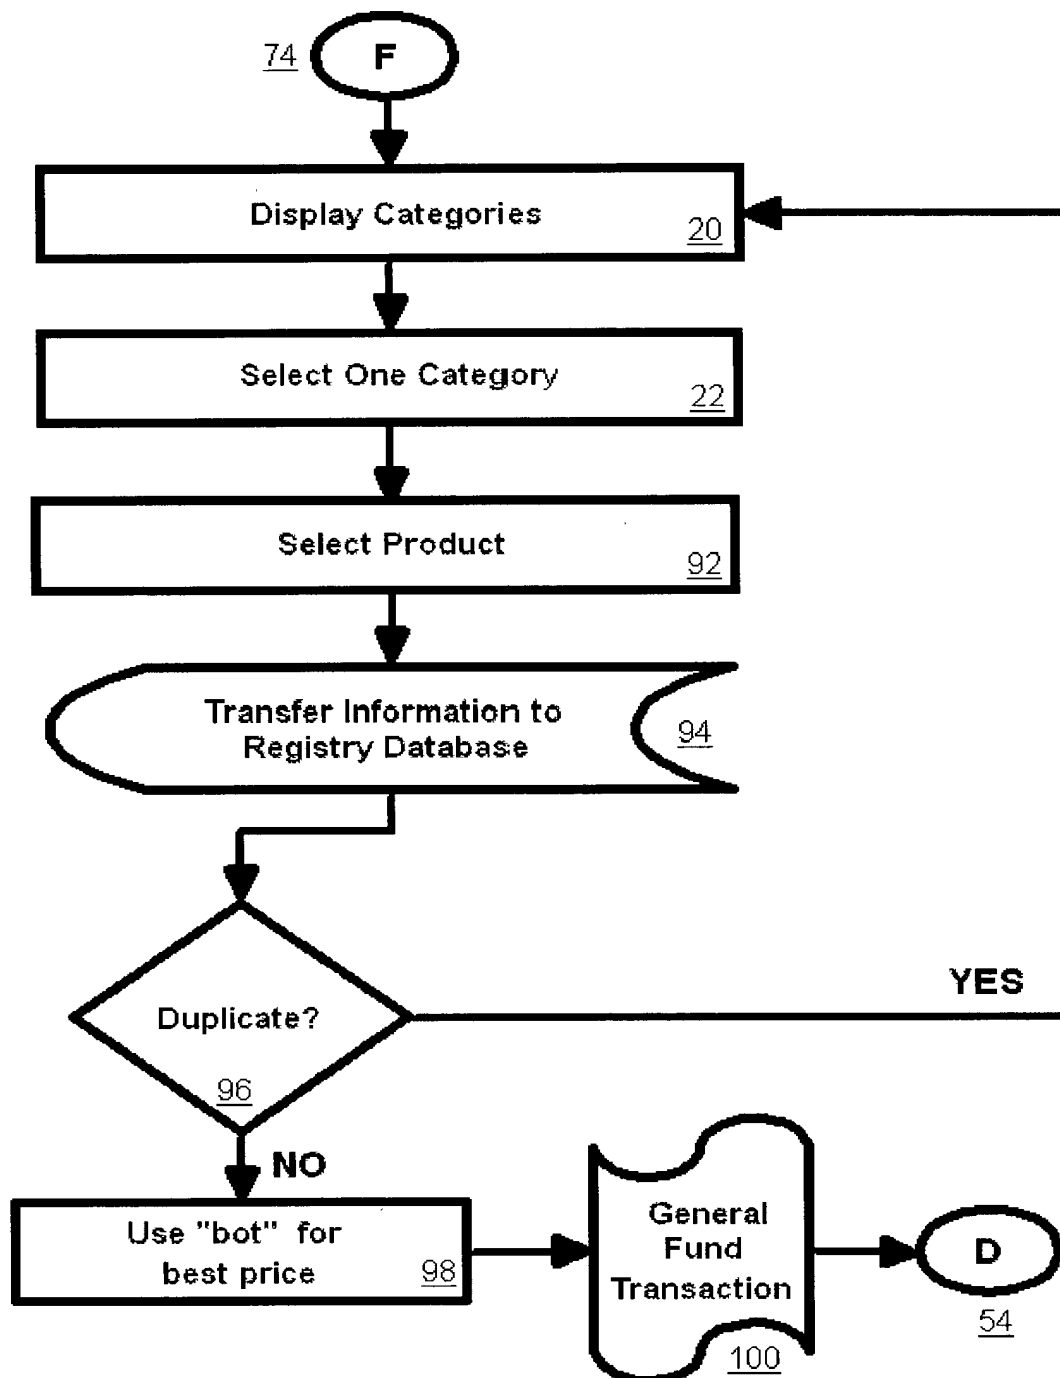 74
F
Display Categories
20
Select One Category
22
Select Product
92
Transfer Information to
Registry Database
94
Duplicate?
96
YES
NO
Use "bot" for
best price
98
General
Fund
Transaction
100
D
54